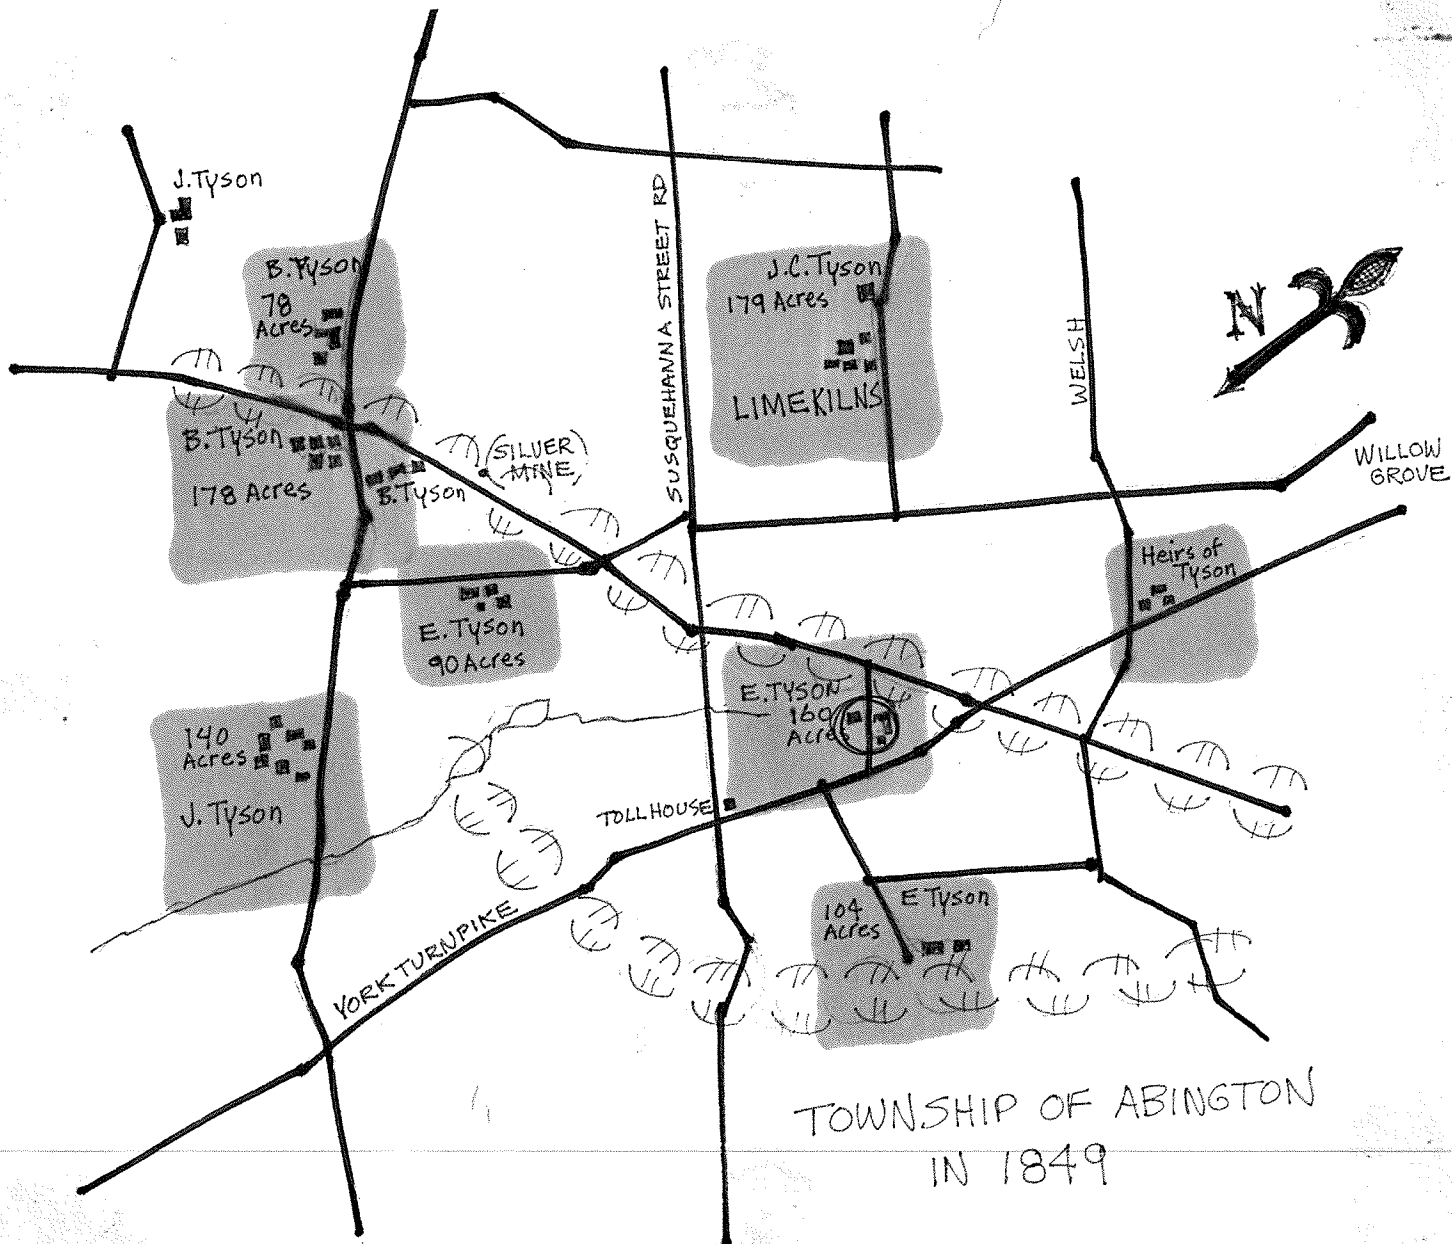 J. Tyson
B. Tyson
78
Acres
B. Tyson
178 Acres
B. Tyson
(SILVER
MINE)
SUSQUEHANNA STREET RD
J.C. Tyson
179 Acres
LIMEKILNS
WELSH
N
WILLOW
GROVE
Heirs of
Tyson
E. Tyson
90 Acres
E. TYSON
160
Acres
140
Acres
J. Tyson
TOLLHOUSE
YORK TURNPIKE
104
Acres
E Tyson
TOWNSHIP OF ABINGTON
IN 1849